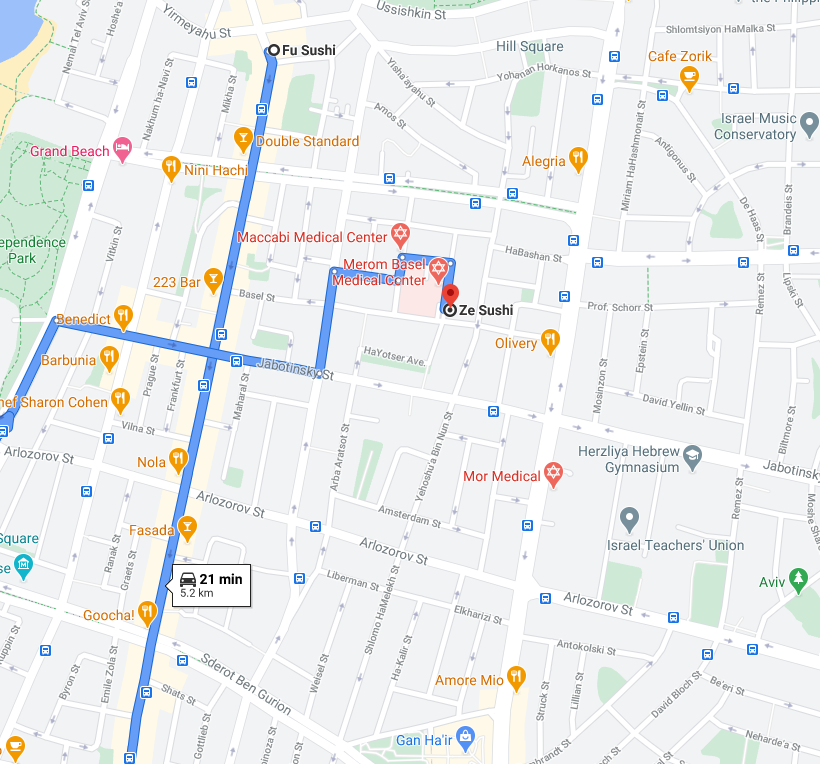 Ussishkin St
Yirmeyahu St
Hoshe'a
Nemal Tel Aviv St
Fu Sushi
Hill Square
Shlomtsiyon HaMalka St
Cafe Zorik
Yohanan Horkanos St
Yisha'ayahu St
Nakhum ha-Navi St
Mikha St
Amos St
Israel Music
Conservatory
Double Standard
Grand Beach
Nini Hachi
Alegria
Antigonus St
Miriam HaHashmonait St
De Haas St
Brandeis St
Vitkin St
ependence
Park
Maccabi Medical Center
HaBashan St
Merom Basel
Medical Center
223 Bar
Basel St
Remez St
Lipski St
Ze Sushi
Prof. Schorr St
Benedict
Olivery
Barbunia
HaYotser Ave.
Jabotinsky St
Epstein St
Mosinzon St
Prague St
Frankfurt St
Maharal St
hef Sharon Cohen
David Yellin St
Biltmore St
Vilna St
Arlozorov St
Nola
Arba Aratsot St
Yehoshu'a Bin Nun St
Herzliya Hebrew
Gymnasium
Jabotinsky
Mor Medical
Remez St
Moshe Sha
Arlozorov St
Amsterdam St
Israel Teachers' Union
Fasada
Square
se
Ranak St
Graets St
Arlozorov St
21 min
5.2 km
Liberman St
Aviv
Goocha!
Elkharizi St
Arlozorov St
Shlomo HaMelekh St
Ha-Kalir St
Antokolski St
uppin St
Byron St
Emile Zola St
Sderot Ben Gurion
Weisel St
Amore Mio
Shats St
Struck St
Lillian St
David Bloch St
Be'eri St
Gottlieb St
pinoza St
Gan Ha'ir
mbrandt St
Neharde'a St